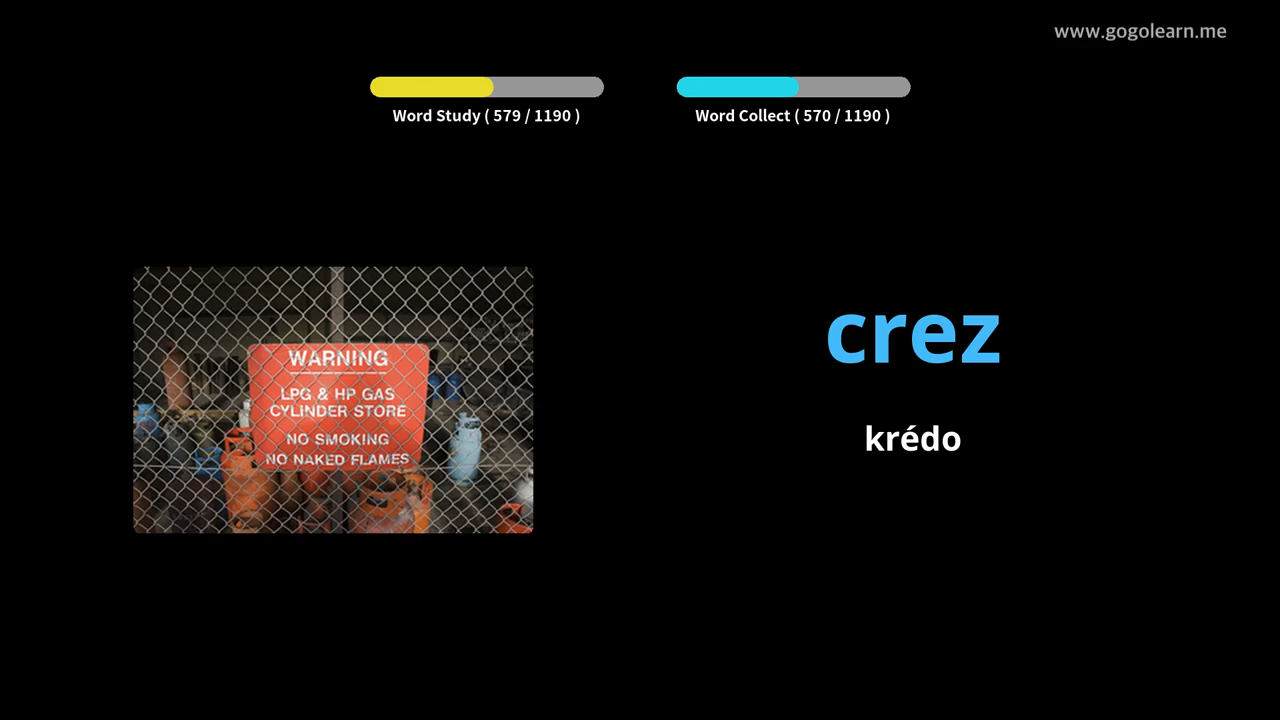 www.gogolearn.me
Word Study ( 579 / 1190 )
Word Collect ( 570 / 1190 )
WARNING
LPG & HP GAS
CYLINDER STORE
NO SMOKING
NO NAKED FLAMES
crez
krédo